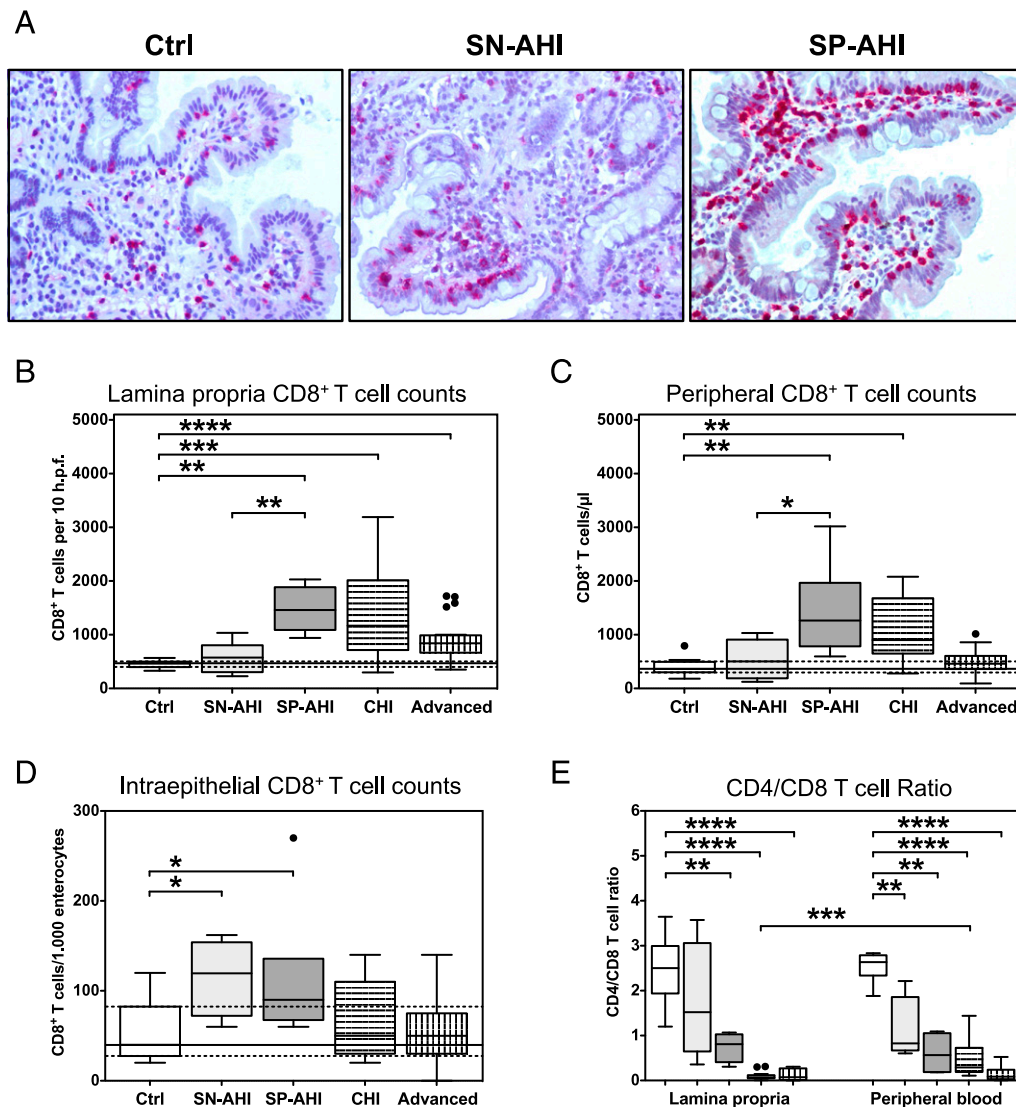 A
Ctrl SN-AHI SP-AHI
B
Lamina propria CD8⁺ T cell counts
CD8⁺ T cells per 10 h.p.f.
5000
4000
3000
2000
1000
0
****
***
**
**
Ctrl SN-AHI SP-AHI CHI Advanced
C
Peripheral CD8⁺ T cell counts
CD8⁺ T cells/µl
5000
4000
3000
2000
1000
0
**
**
*
Ctrl SN-AHI SP-AHI CHI Advanced
D
Intraepithelial CD8⁺ T cell counts
CD8⁺ T cells/1.000 enterocytes
300
200
100
0
*
*
Ctrl SN-AHI SP-AHI CHI Advanced
E
CD4/CD8 T cell Ratio
CD4/CD8 T cell ratio
6
5
4
3
2
1
0
****
****
**
***
****
****
**
**
Lamina propria Peripheral blood